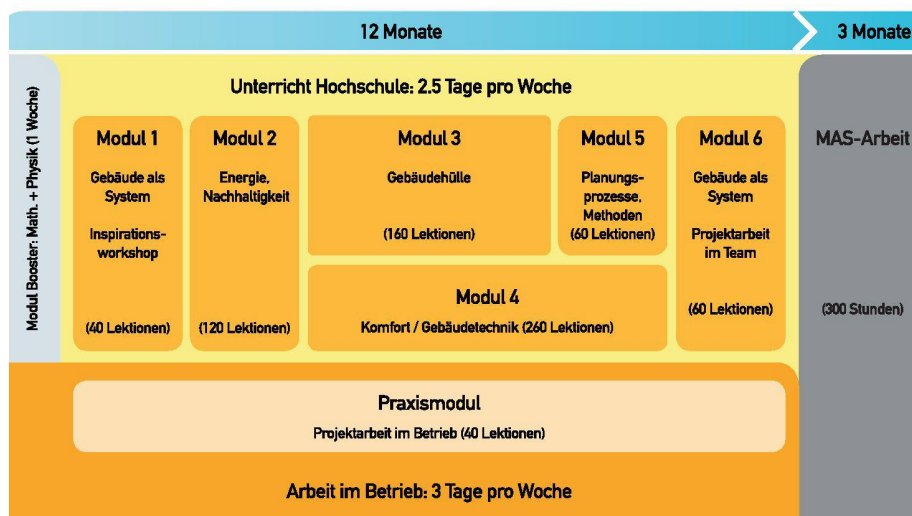 12 Monate
3 Monate
Modul Booster: Math. + Physik (1 Woche)
Unterricht Hochschule: 2.5 Tage pro Woche
Modul 1
Gebäude als
System
Inspirations-
workshop
(40 Lektionen)
Modul 2
Energie,
Nachhaltigkeit
(120 Lektionen)
Modul 3
Gebäudehülle
(160 Lektionen)
Modul 5
Planungs-
prozesse,
Methoden
(60 Lektionen)
Modul 4
Komfort / Gebäudetechnik (260 Lektionen)
Modul 6
Gebäude als
System
Projektarbeit
im Team
(60 Lektionen)
MAS-Arbeit
(300 Stunden)
Praxismodul
Projektarbeit im Betrieb (40 Lektionen)
Arbeit im Betrieb: 3 Tage pro Woche